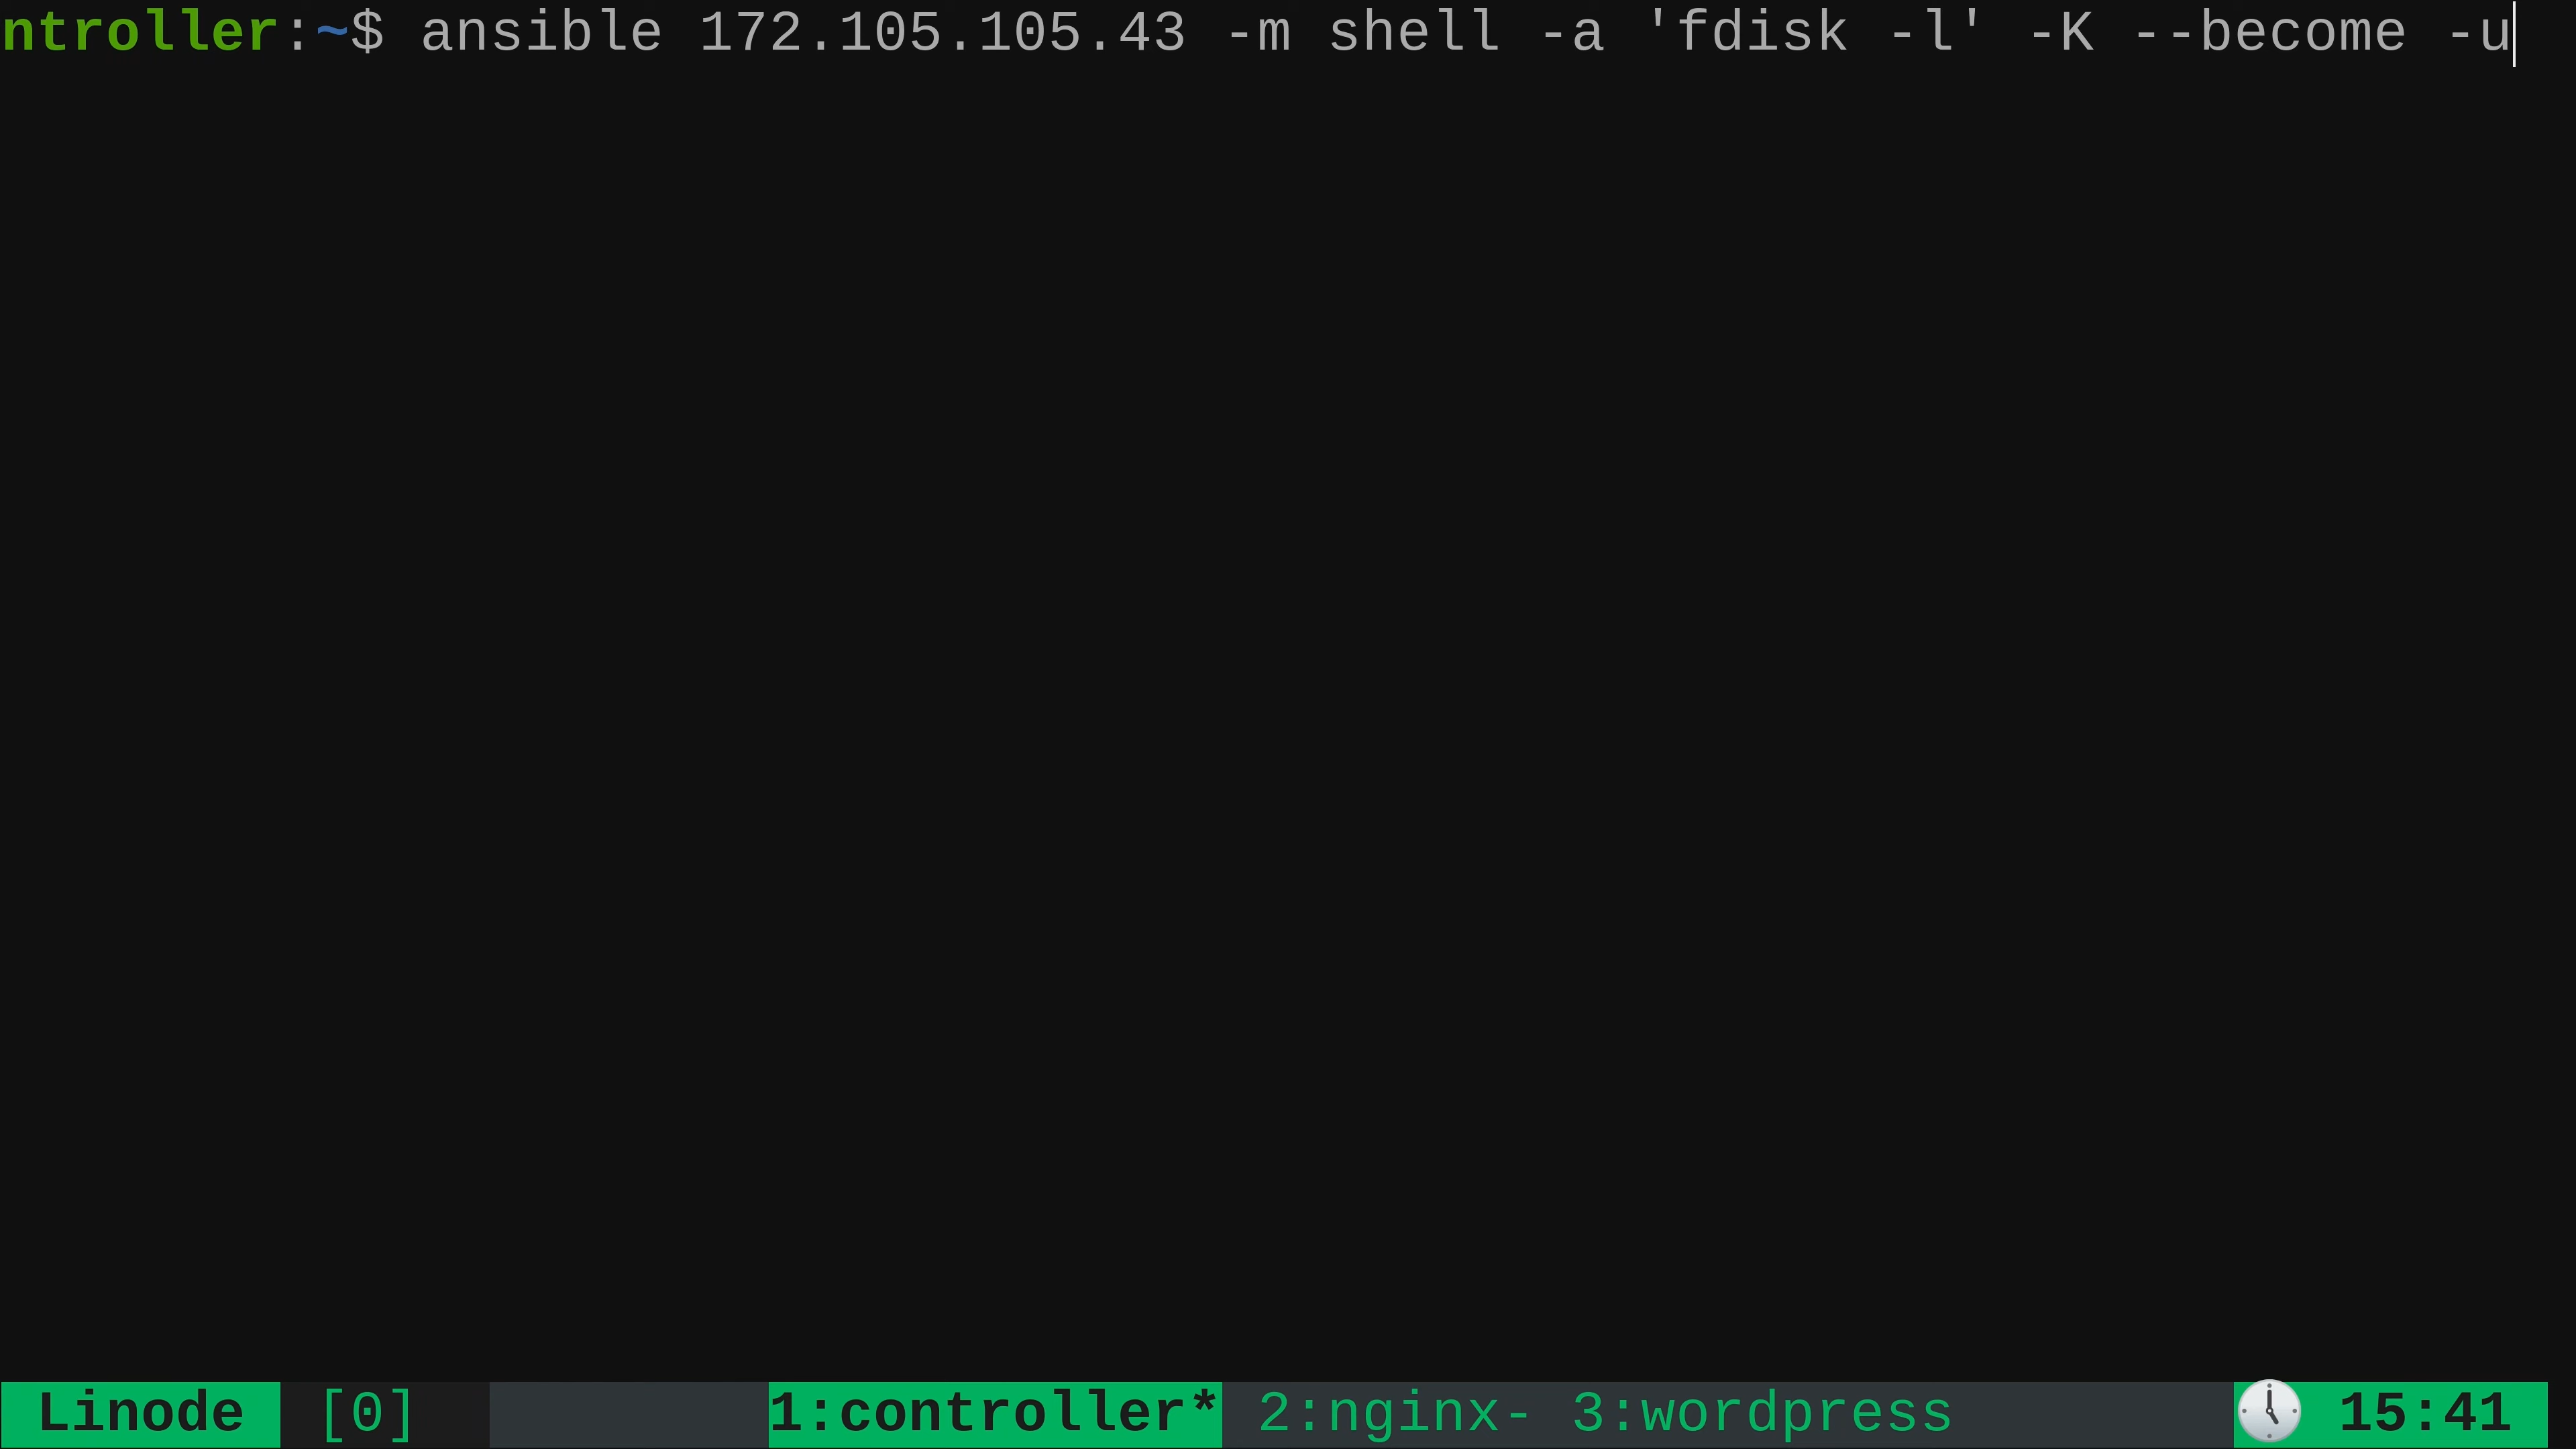 ntroller:~$ ansible 172.105.105.43 -m shell -a 'fdisk -l' -K --become -u
Linode [0] 1:controller* 2:nginx- 3:wordpress 15:41